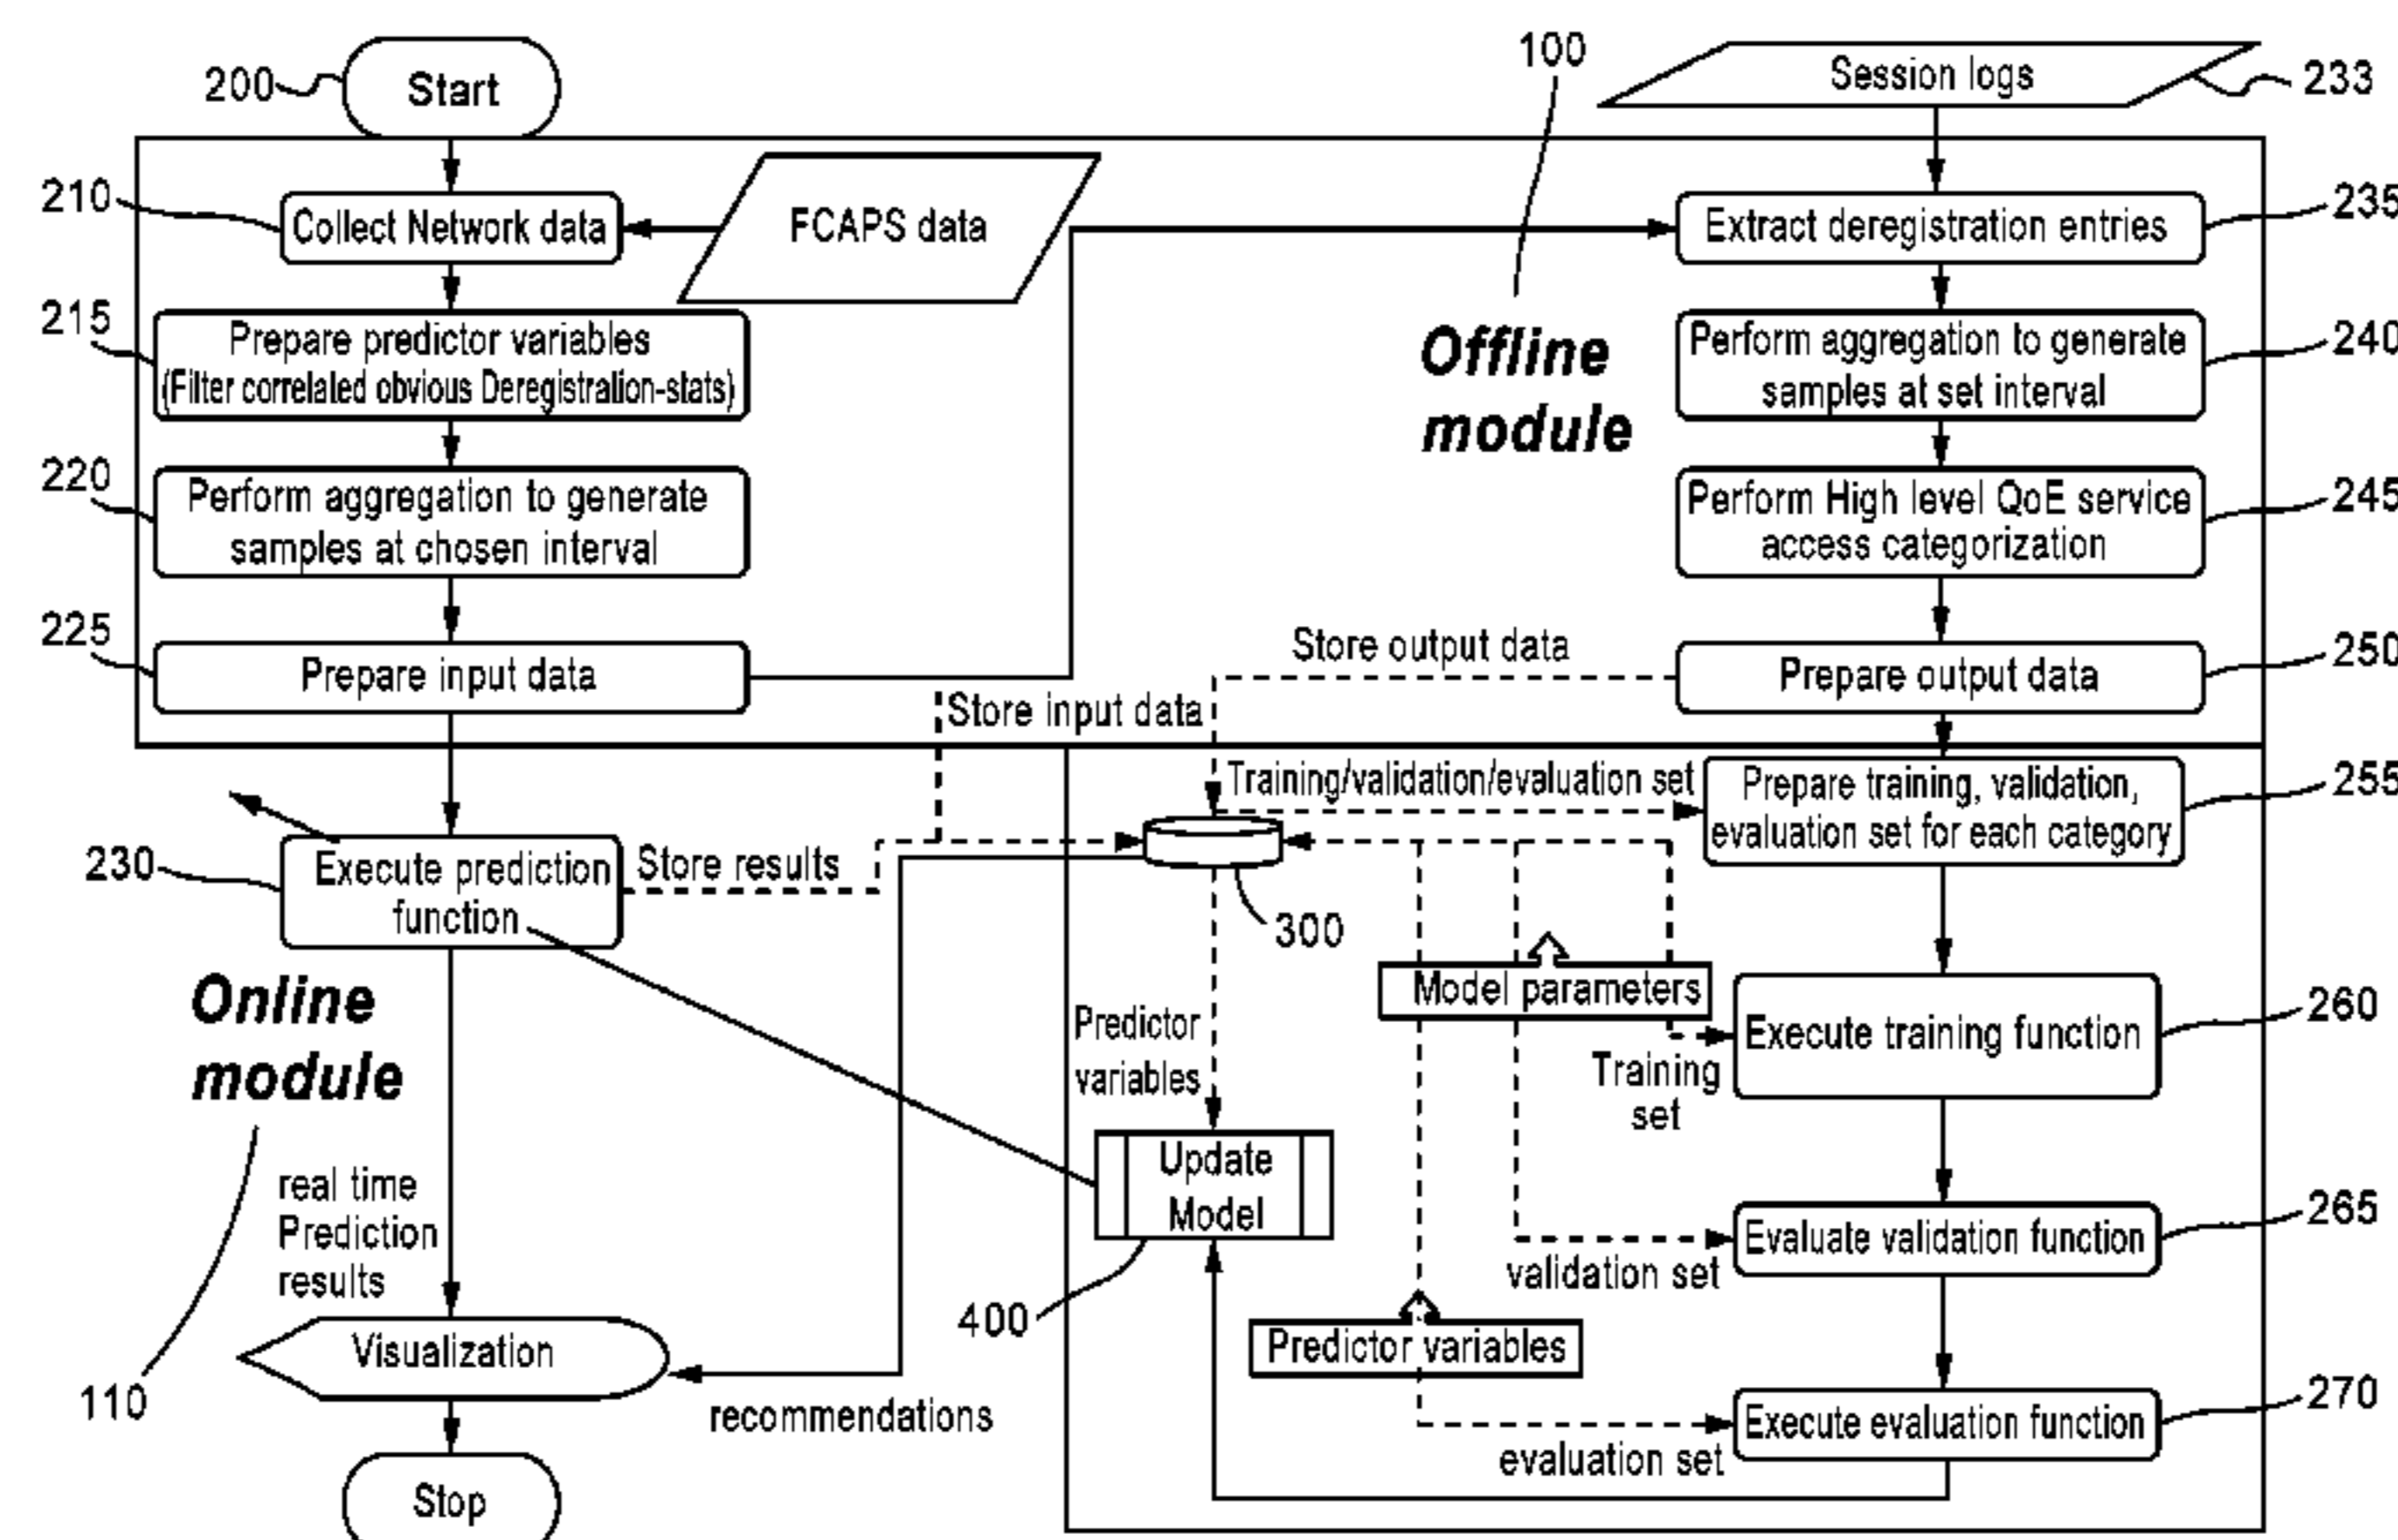 200
Start
100
Session logs
233
210
Collect Network data
FCAPS data
Extract deregistration entries
235
215
Prepare predictor variables
(Filter correlated obvious Deregistralion-stats)
Offline
module
Perform aggregation to generate
samples at set interval
240
220
Perform aggregation to generate
samples at chosen interval
Perform High level QoE service
access categorization
245
225
Prepare input data
Store output data
Prepare output data
250
Store input data
Training/validation/evaluation set
Prepare training, validation,
evaluation set for each category
255
230
Execute prediction
function
Store results
300
Online
module
Predictor
variables
Model parameters
Execute training function
260
Training
set
real time
Prediction
results
Update
Model
Evaluate validation function
265
validation set
400
Visualization
Predictor variables
110
recommendations
Execute evaluation function
270
evaluation set
Stop